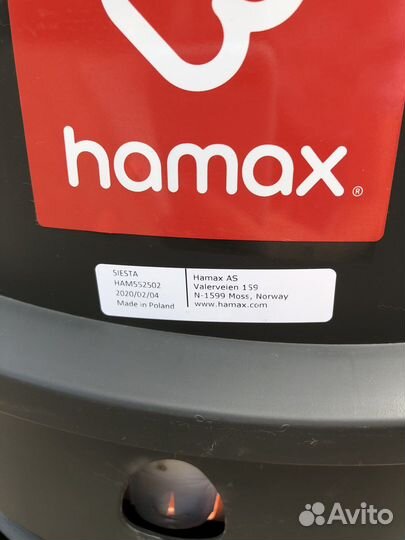 hamax®
SIESTA
HAM552502
2020/02/04
Made in Poland
Hamax AS
Valerveien 159
N-1599 Moss, Norway
www.hamax.com
Avito